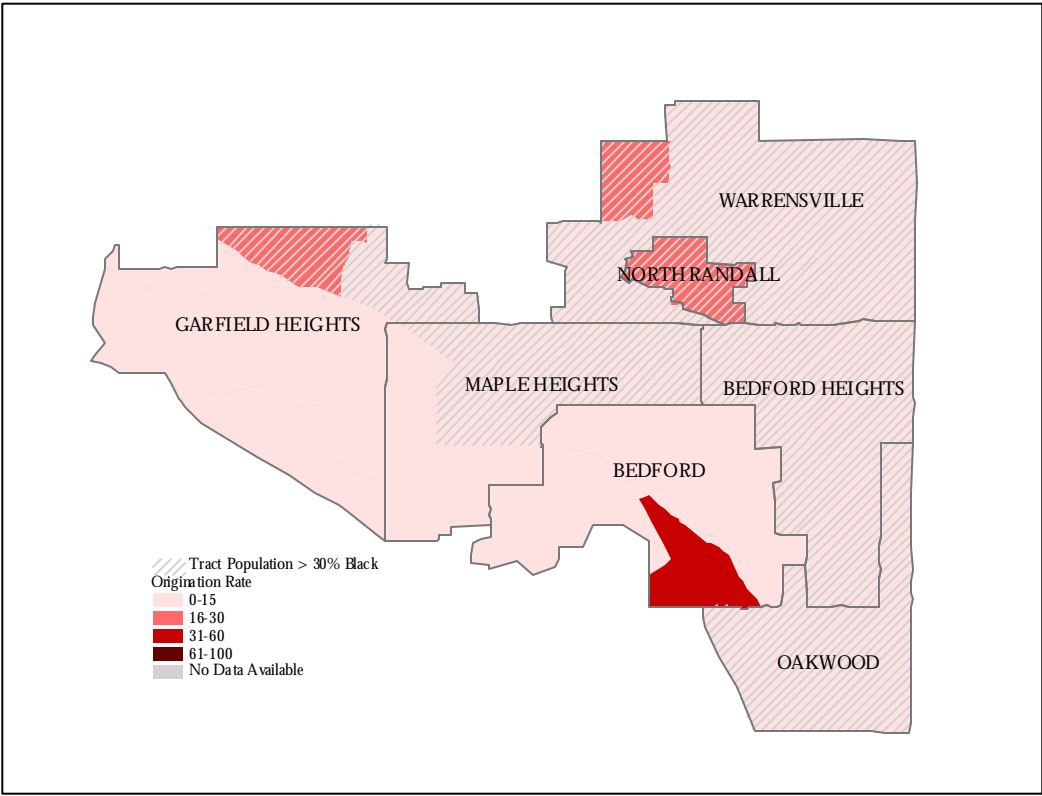 WARRENSVILLE
NORTH RANDALL
GARFIELD HEIGHTS
MAPLE HEIGHTS
BEDFORD HEIGHTS
BEDFORD
Tract Population > 30% Black
Origination Rate
0-15
16-30
31-60
61-100
No Data Available
OAKWOOD